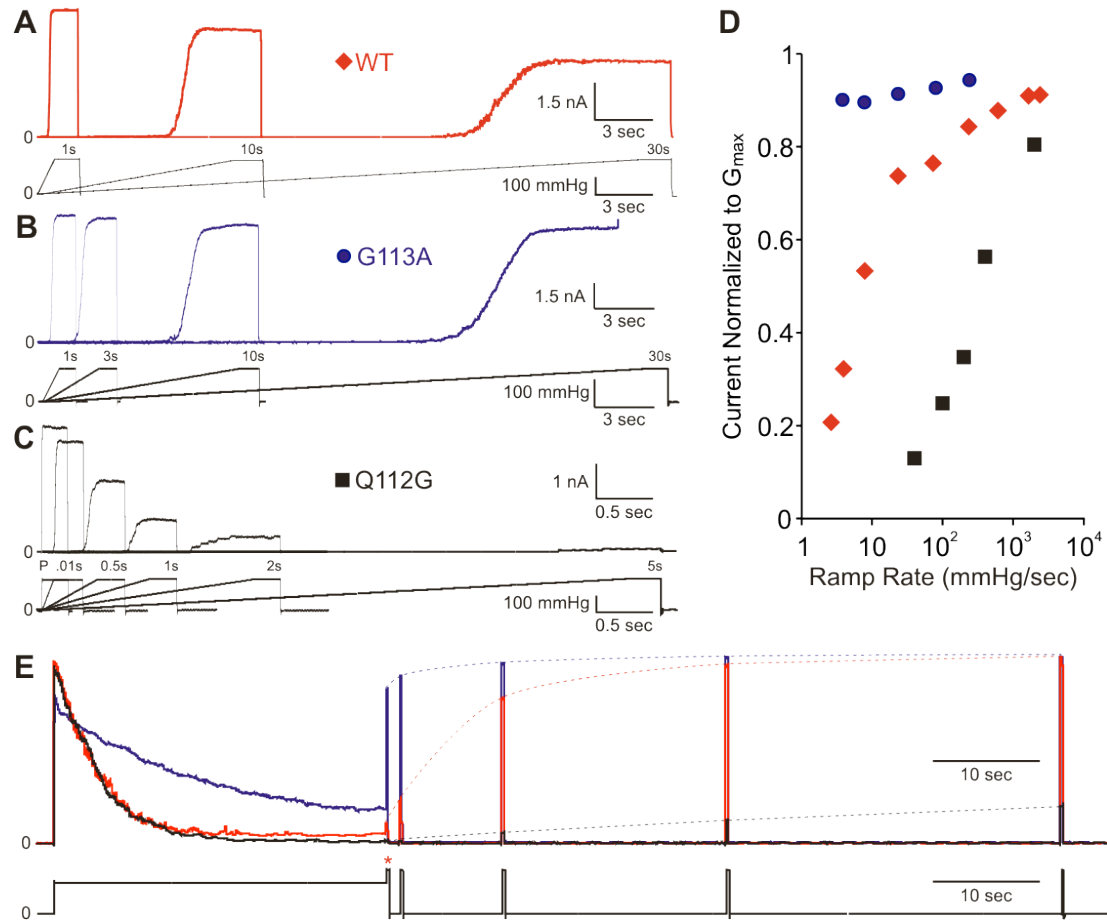 A
WT
0
1.5 nA
3 sec
1s
10s
30s
0
100 mmHg
3 sec
B
G113A
0
1.5 nA
3 sec
1s
3s
10s
30s
0
100 mmHg
3 sec
C
Q112G
0
1 nA
0.5 sec
P
.01s
0.5s
1s
2s
5s
0
100 mmHg
0.5 sec
D
Current Normalized to Gmax
1
0.8
0.6
0.4
0.2
0
1
10
10²
10³
10⁴
Ramp Rate (mmHg/sec)
E
0
10 sec
*
0
10 sec